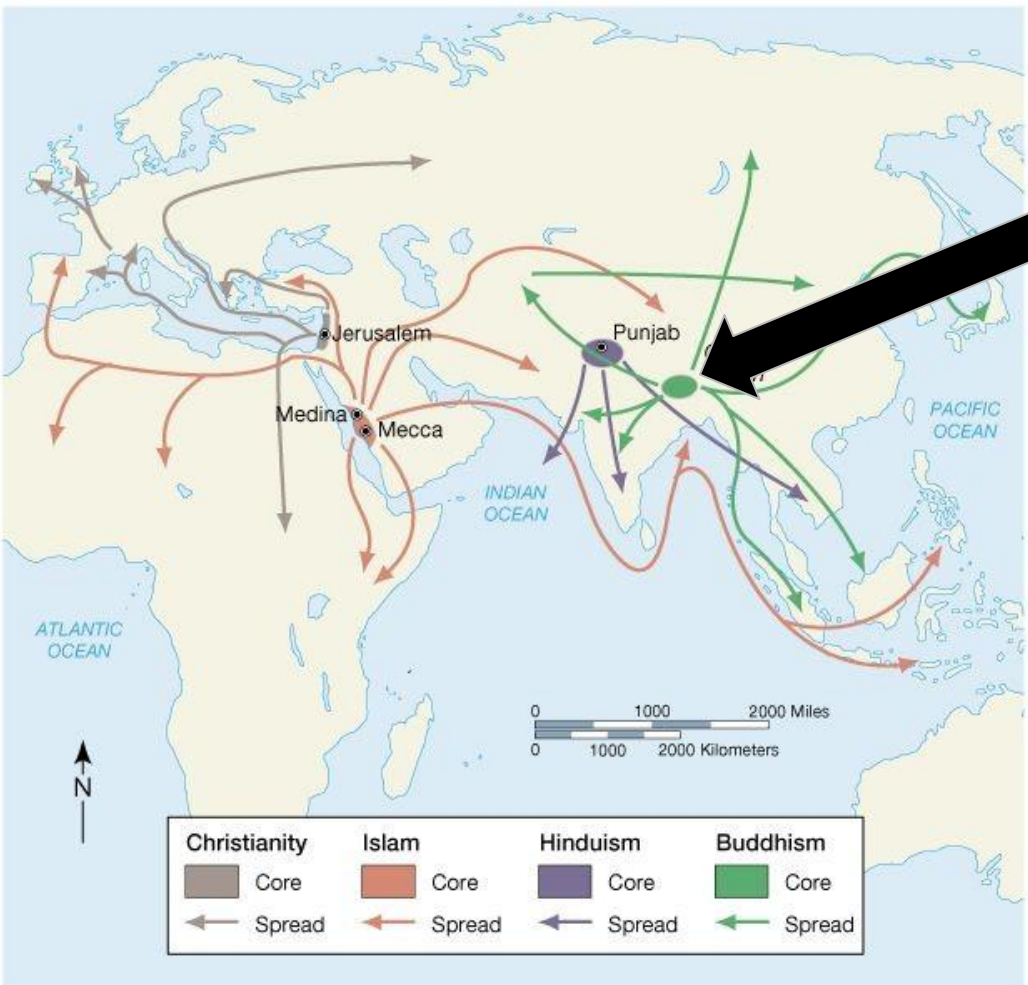 Jerusalem
Punjab
Medina
Mecca
PACIFIC
OCEAN
INDIAN
OCEAN
ATLANTIC
OCEAN
0 1000 2000 Miles
0 1000 2000 Kilometers
N
Christianity Islam Hinduism Buddhism
Core Core Core Core
Spread Spread Spread Spread